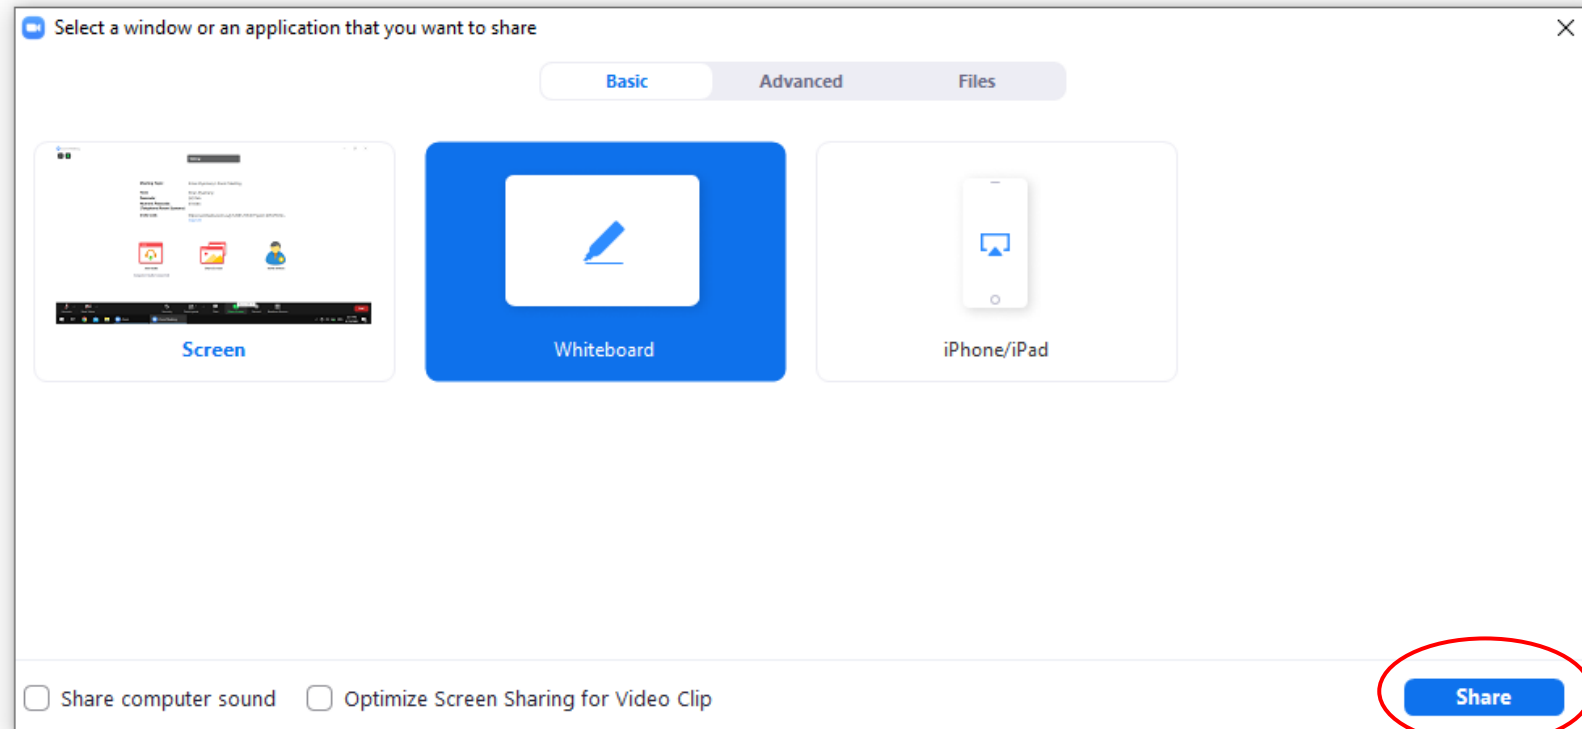 Select a window or an application that you want to share
Basic
Advanced
Files
Screen
Whiteboard
iPhone/iPad
Share computer sound
Optimize Screen Sharing for Video Clip
Share